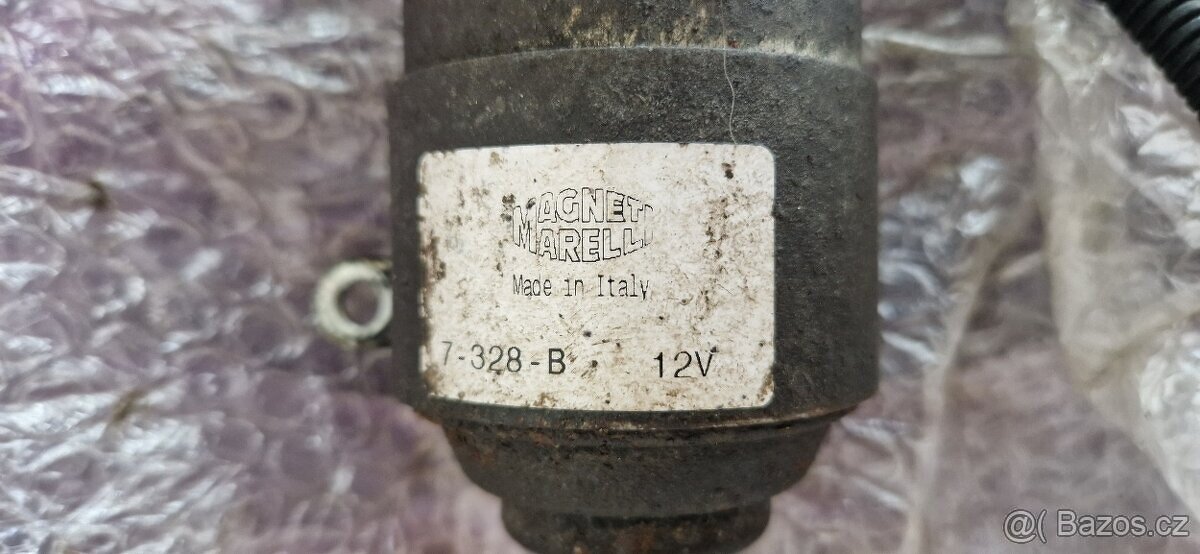 MAGNETI
MARELLI
Made in Italy
7-328-B 12V
@( Bazos.cz